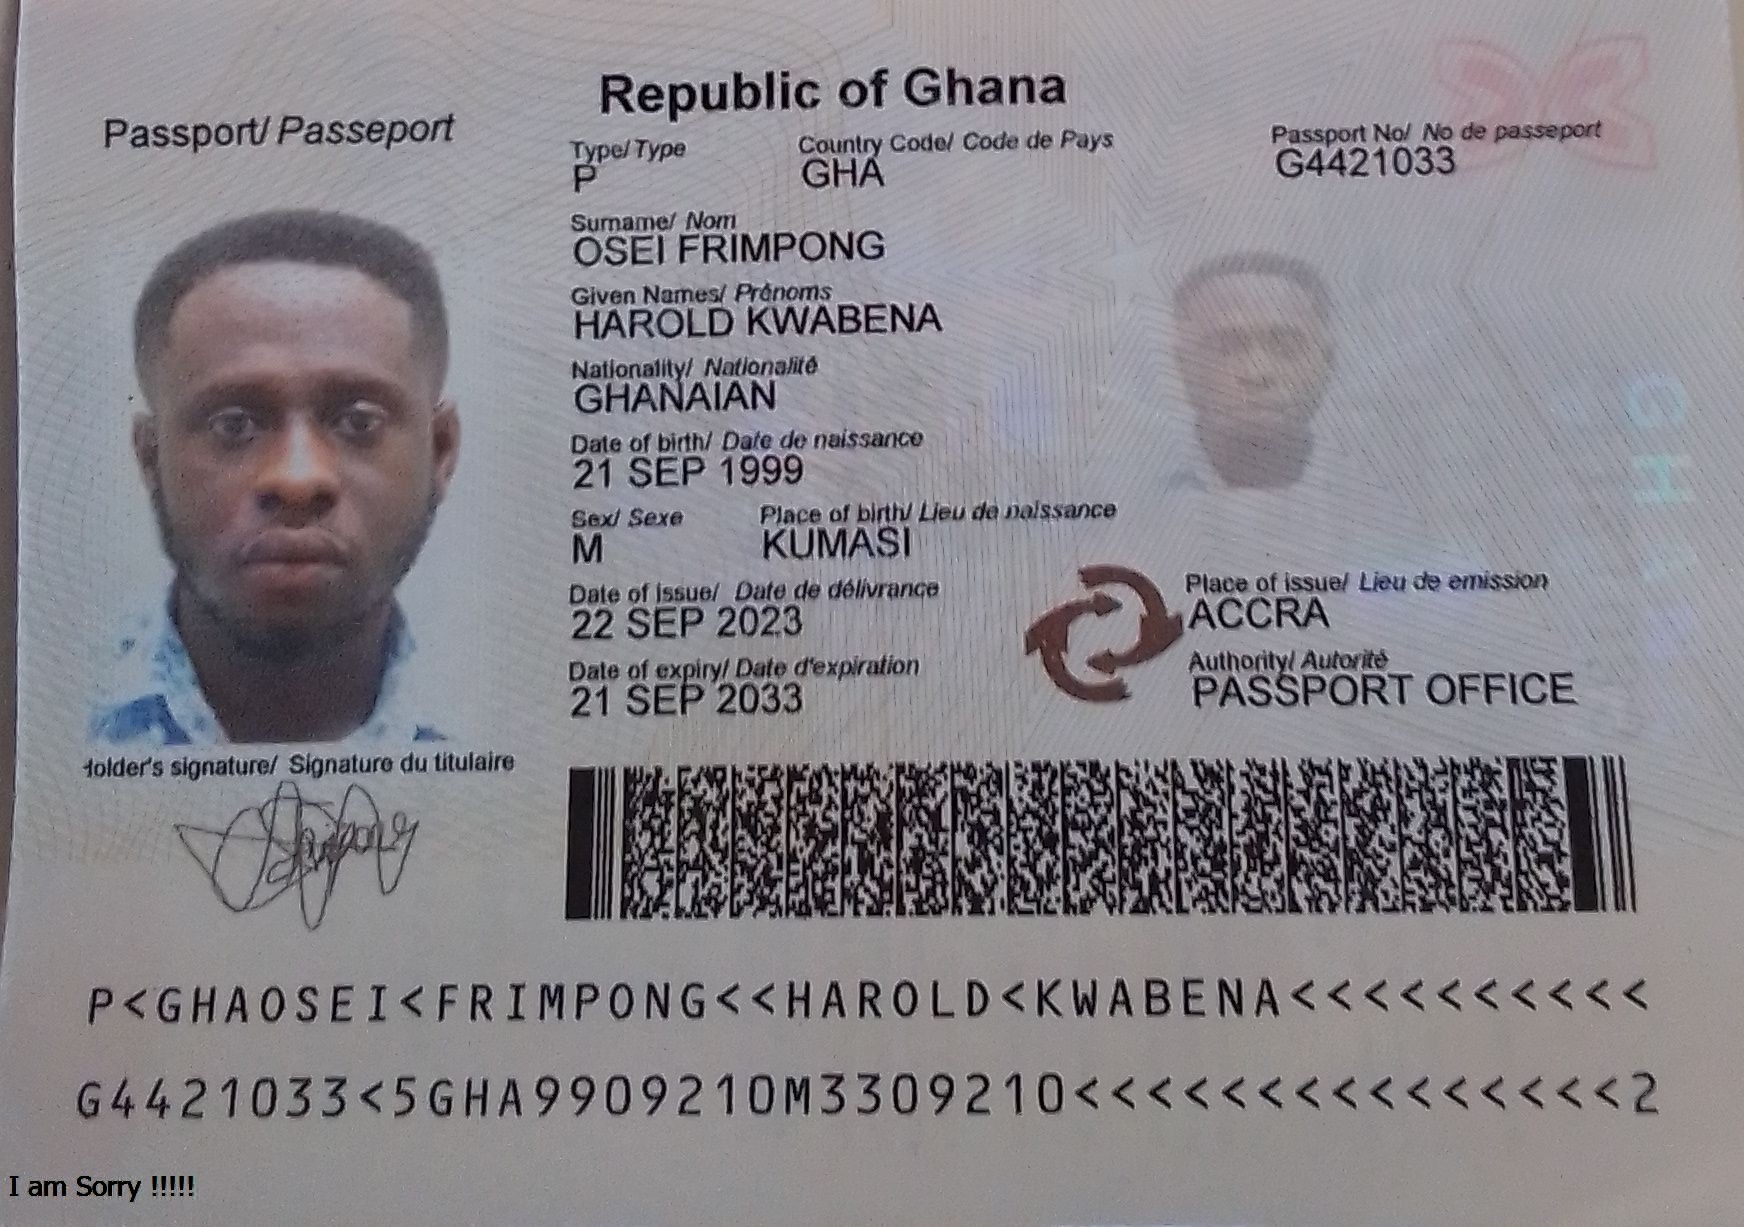 Republic of Ghana
Passport/ Passeport
Type/ Type
P
Country Code/ Code de Pays
GHA
Passport No/ No de passeport
G4421033
Surname/ Nom
OSEI FRIMPONG
Given Names/ Prénoms
HAROLD KWABENA
Nationality/ Nationalité
GHANAIAN
Date of birth/ Date de naissance
21 SEP 1999
Sex/ Sexe
M
Place of birth/ Lieu de naissance
KUMASI
Date of issue/ Date de délivrance
22 SEP 2023
Place of issue/ Lieu de emission
ACCRA
Date of expiry/ Date d'expiration
21 SEP 2033
Authority/ Autorité
PASSPORT OFFICE
Holder's signature/ Signature du titulaire
P<GHAOSEI<FRIMPONG<<HAROLD<KWABENA<<<<<<<<<<
G4421033<5GHA9909210M3309210<<<<<<<<<<<<<<<2
I am Sorry !!!!!